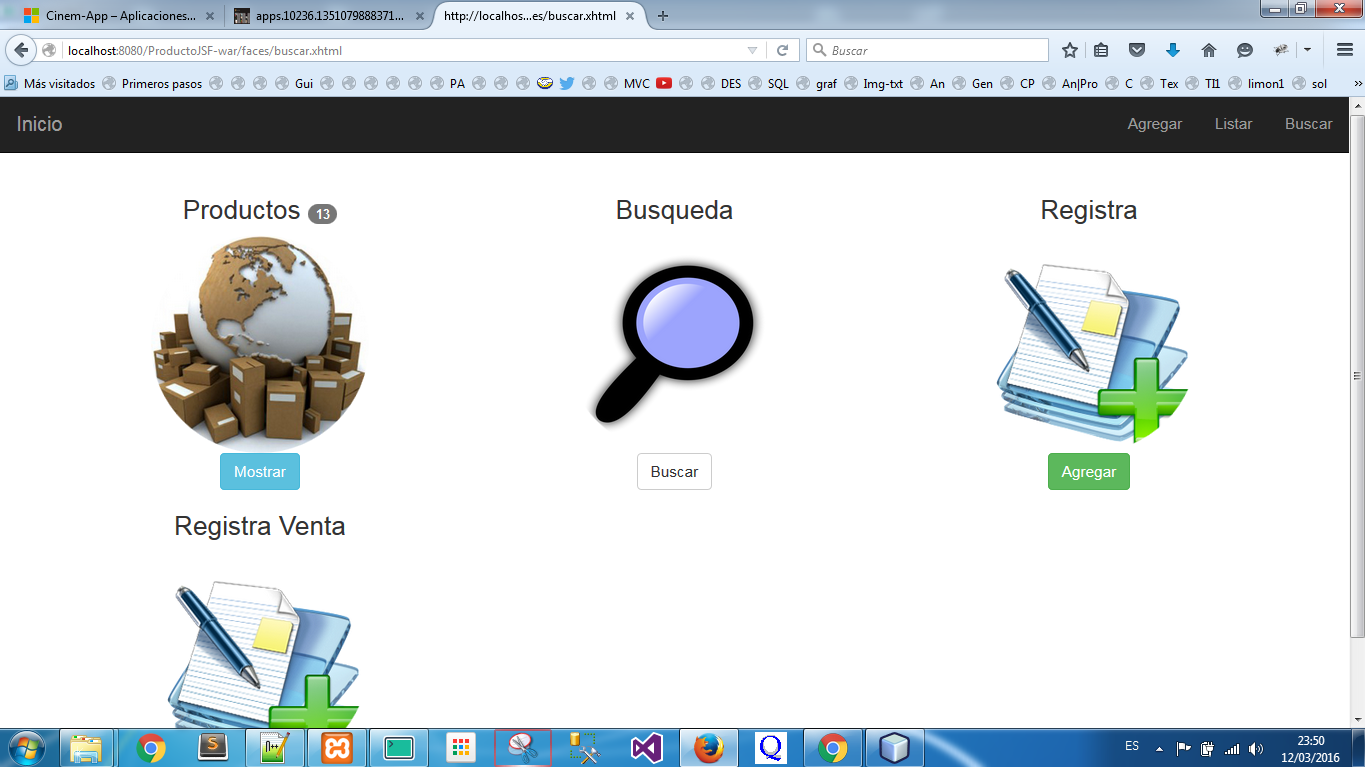 Cinem-App – Aplicaciones...
apps.10236.1351079888371...
http://localhos...es/buscar.xhtml
localhost:8080/ProductoJSF-war/faces/buscar.xhtml
Buscar
Más visitados Primeros pasos Gui PA MVC DES SQL graf Img-txt An Gen CP An|Pro C Tex TI1 limon1 sol
Inicio Agregar Listar Buscar
Productos 13
Busqueda
Registra
Mostrar
Buscar
Agregar
Registra Venta
ES
23:50
12/03/2016